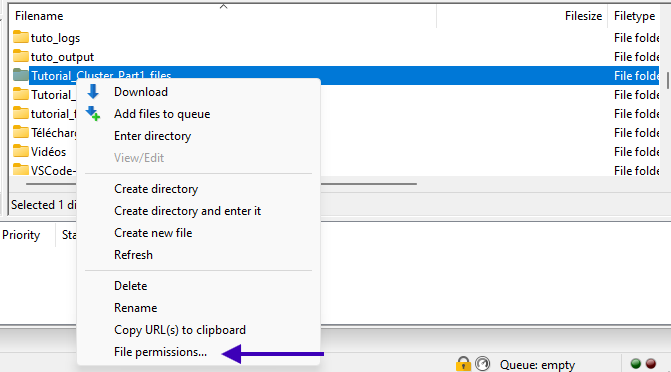 Filename Filesize Filetype
tuto_logs File folde
tuto_output File folde
Tutorial_Cluster_Part1_files File folde
Tutorial_ File folde
tutorial_f File folde
Télécharg File folde
Vidéos File folde
VSCode- File folde
Download
Add files to queue
Enter directory
View/Edit
Create directory
Create directory and enter it
Create new file
Refresh
Delete
Rename
Copy URL(s) to clipboard
File permissions...
Selected 1 di
Priority Sta
Queue: empty